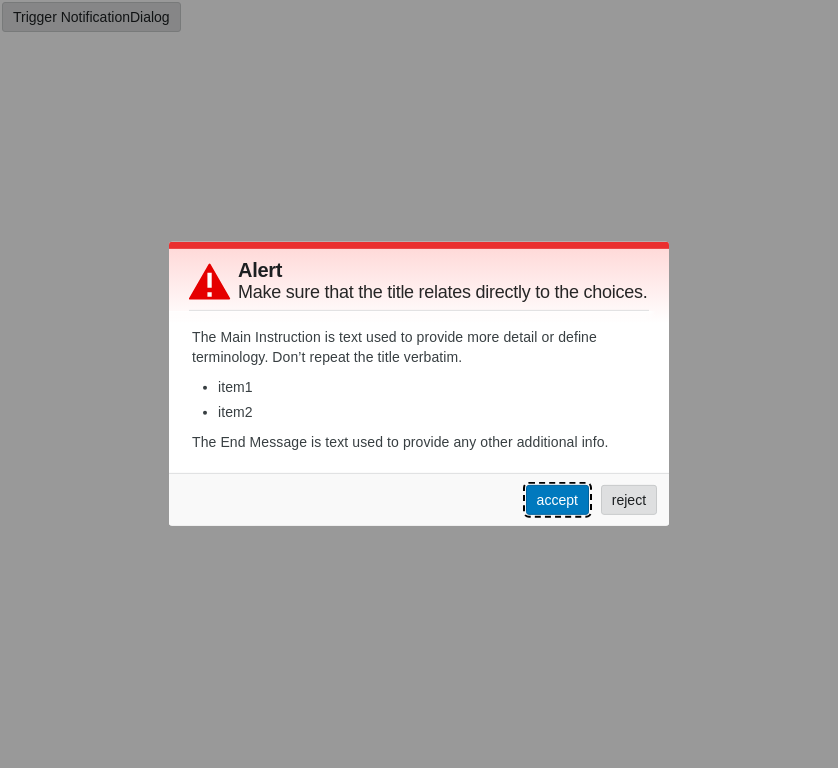 Trigger NotificationDialog
Alert
Make sure that the title relates directly to the choices.
The Main Instruction is text used to provide more detail or define
terminology. Don’t repeat the title verbatim.
• item1
• item2
The End Message is text used to provide any other additional info.
accept reject